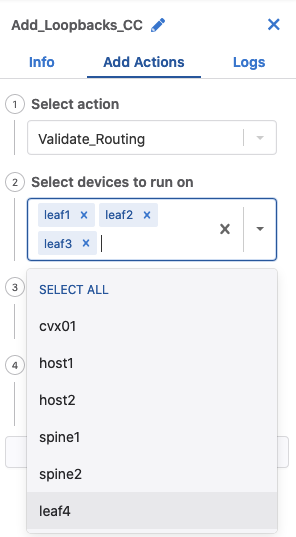 Add_Loopbacks_CC
Info Add Actions Logs
1 Select action
Validate_Routing
2 Select devices to run on
leaf1 × leaf2 ×
leaf3 ×
3 SELECT ALL
cvx01
4 host1
host2
spine1
spine2
leaf4